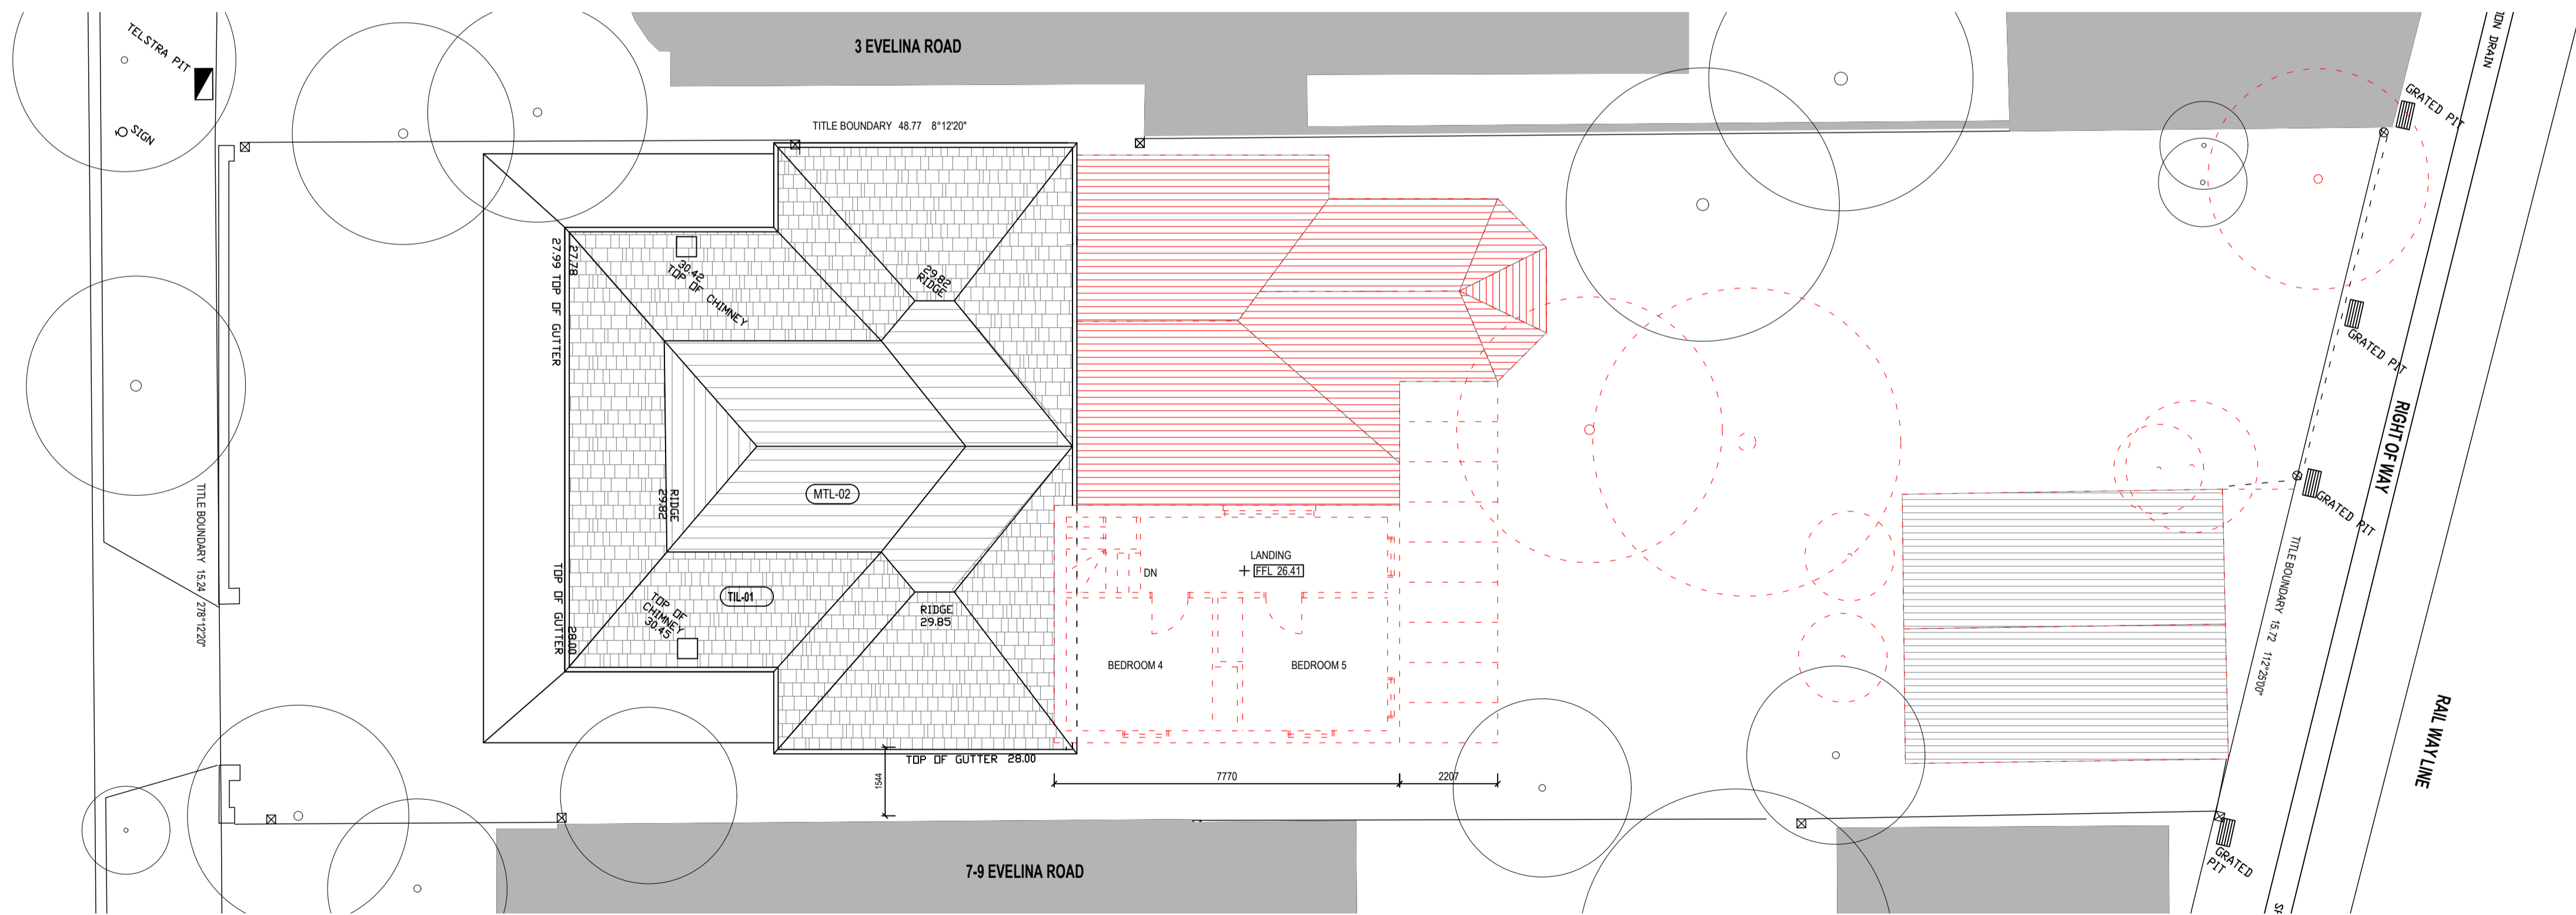 3 EVELINA ROAD
TELSTRA PIT
SIGN
TITLE BOUNDARY 48.77 8°12'20"
ION DRAIN
GRATED PIT
27.78
27.99 TOP OF GUTTER
30.42
TOP OF CHIMNEY
29.82
RIDGE
GRATED PIT
RIGHT OF WAY
GRATED PIT
TITLE BOUNDARY 15.24 278°12'20"
RIDGE
29.82
MTL-02
LANDING
DN
FFL 26.41
TITLE BOUNDARY 15.72 112°25'00"
TOP OF GUTTER
28.00
TIL-01
TOP OF
CHIMNEY
30.45
RIDGE
29.85
BEDROOM 4
BEDROOM 5
RAIL WAY LINE
TOP OF GUTTER 28.00
1544
7770
2207
7-9 EVELINA ROAD
GRATED
PIT